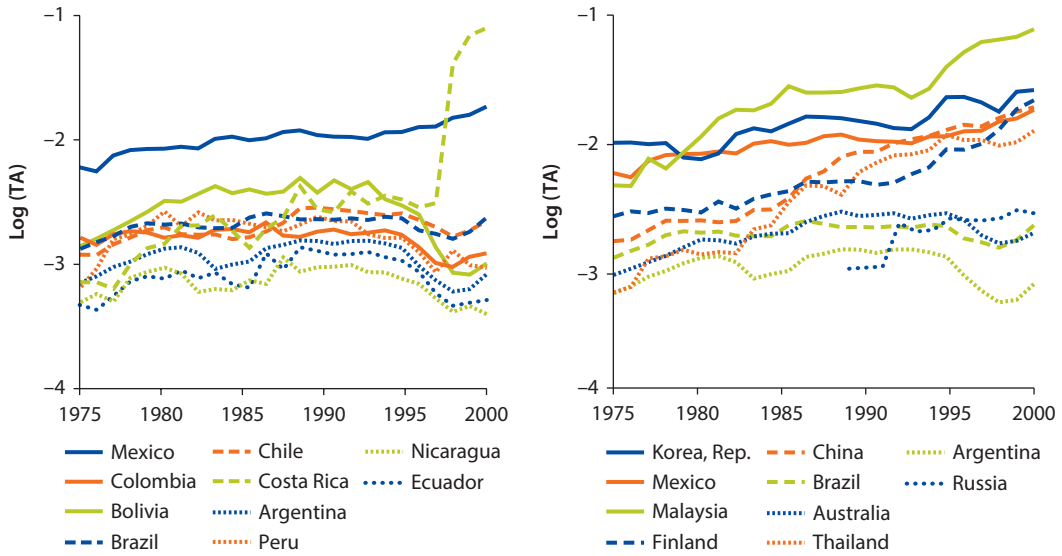 –1
–2
–3
–4
Log (TA)
1975 1980 1985 1990 1995 2000
Mexico Chile Nicaragua
Colombia Costa Rica Ecuador
Bolivia Argentina
Brazil Peru
–1
–2
–3
–4
Log (TA)
1975 1980 1985 1990 1995 2000
Korea, Rep. China Argentina
Mexico Brazil Russia
Malaysia Australia
Finland Thailand